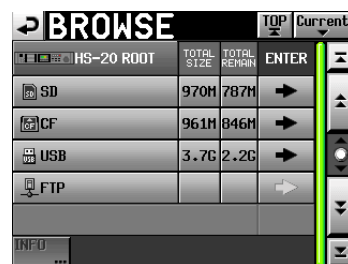 BROWSE TOP Current
HS-20 ROOT TOTAL SIZE TOTAL REMAIN ENTER
SD 970M 787M
CF 961M 846M
USB 3.7G 2.2G
FTP
INFO ...